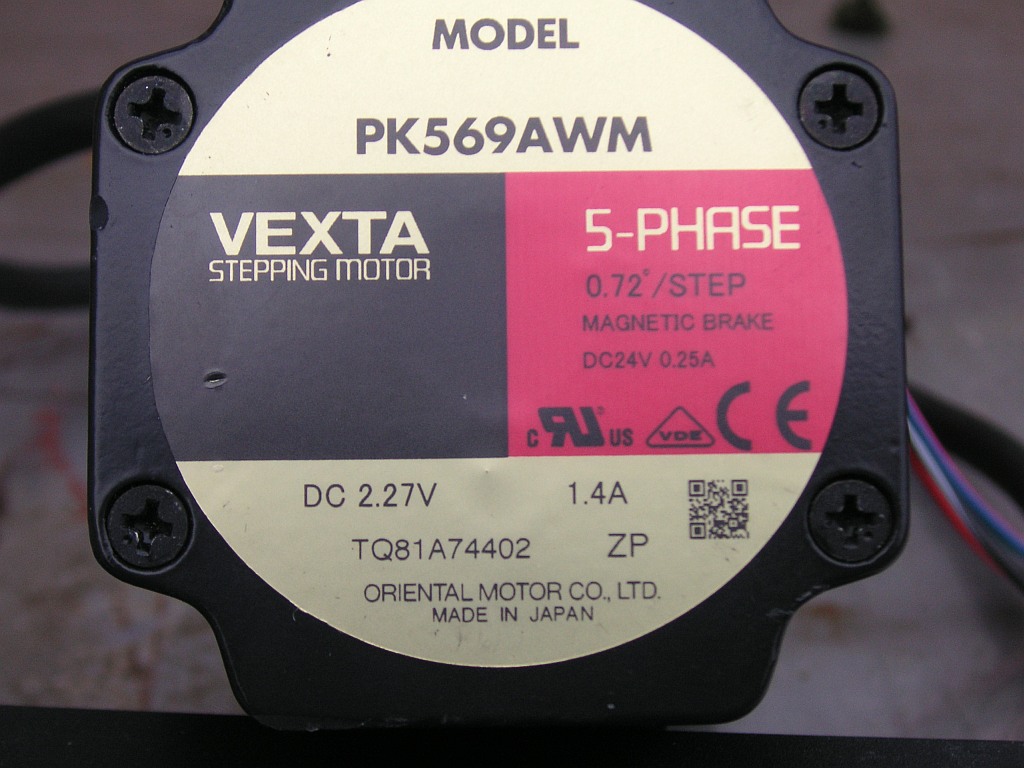 MODEL
PK569AWM
VEXTA
STEPPING MOTOR
5-PHASE
0.72°/STEP
MAGNETIC BRAKE
DC24V 0.25A
c RU US VDE CE
DC 2.27V 1.4A
TQ81A74402 ZP
ORIENTAL MOTOR CO., LTD.
MADE IN JAPAN